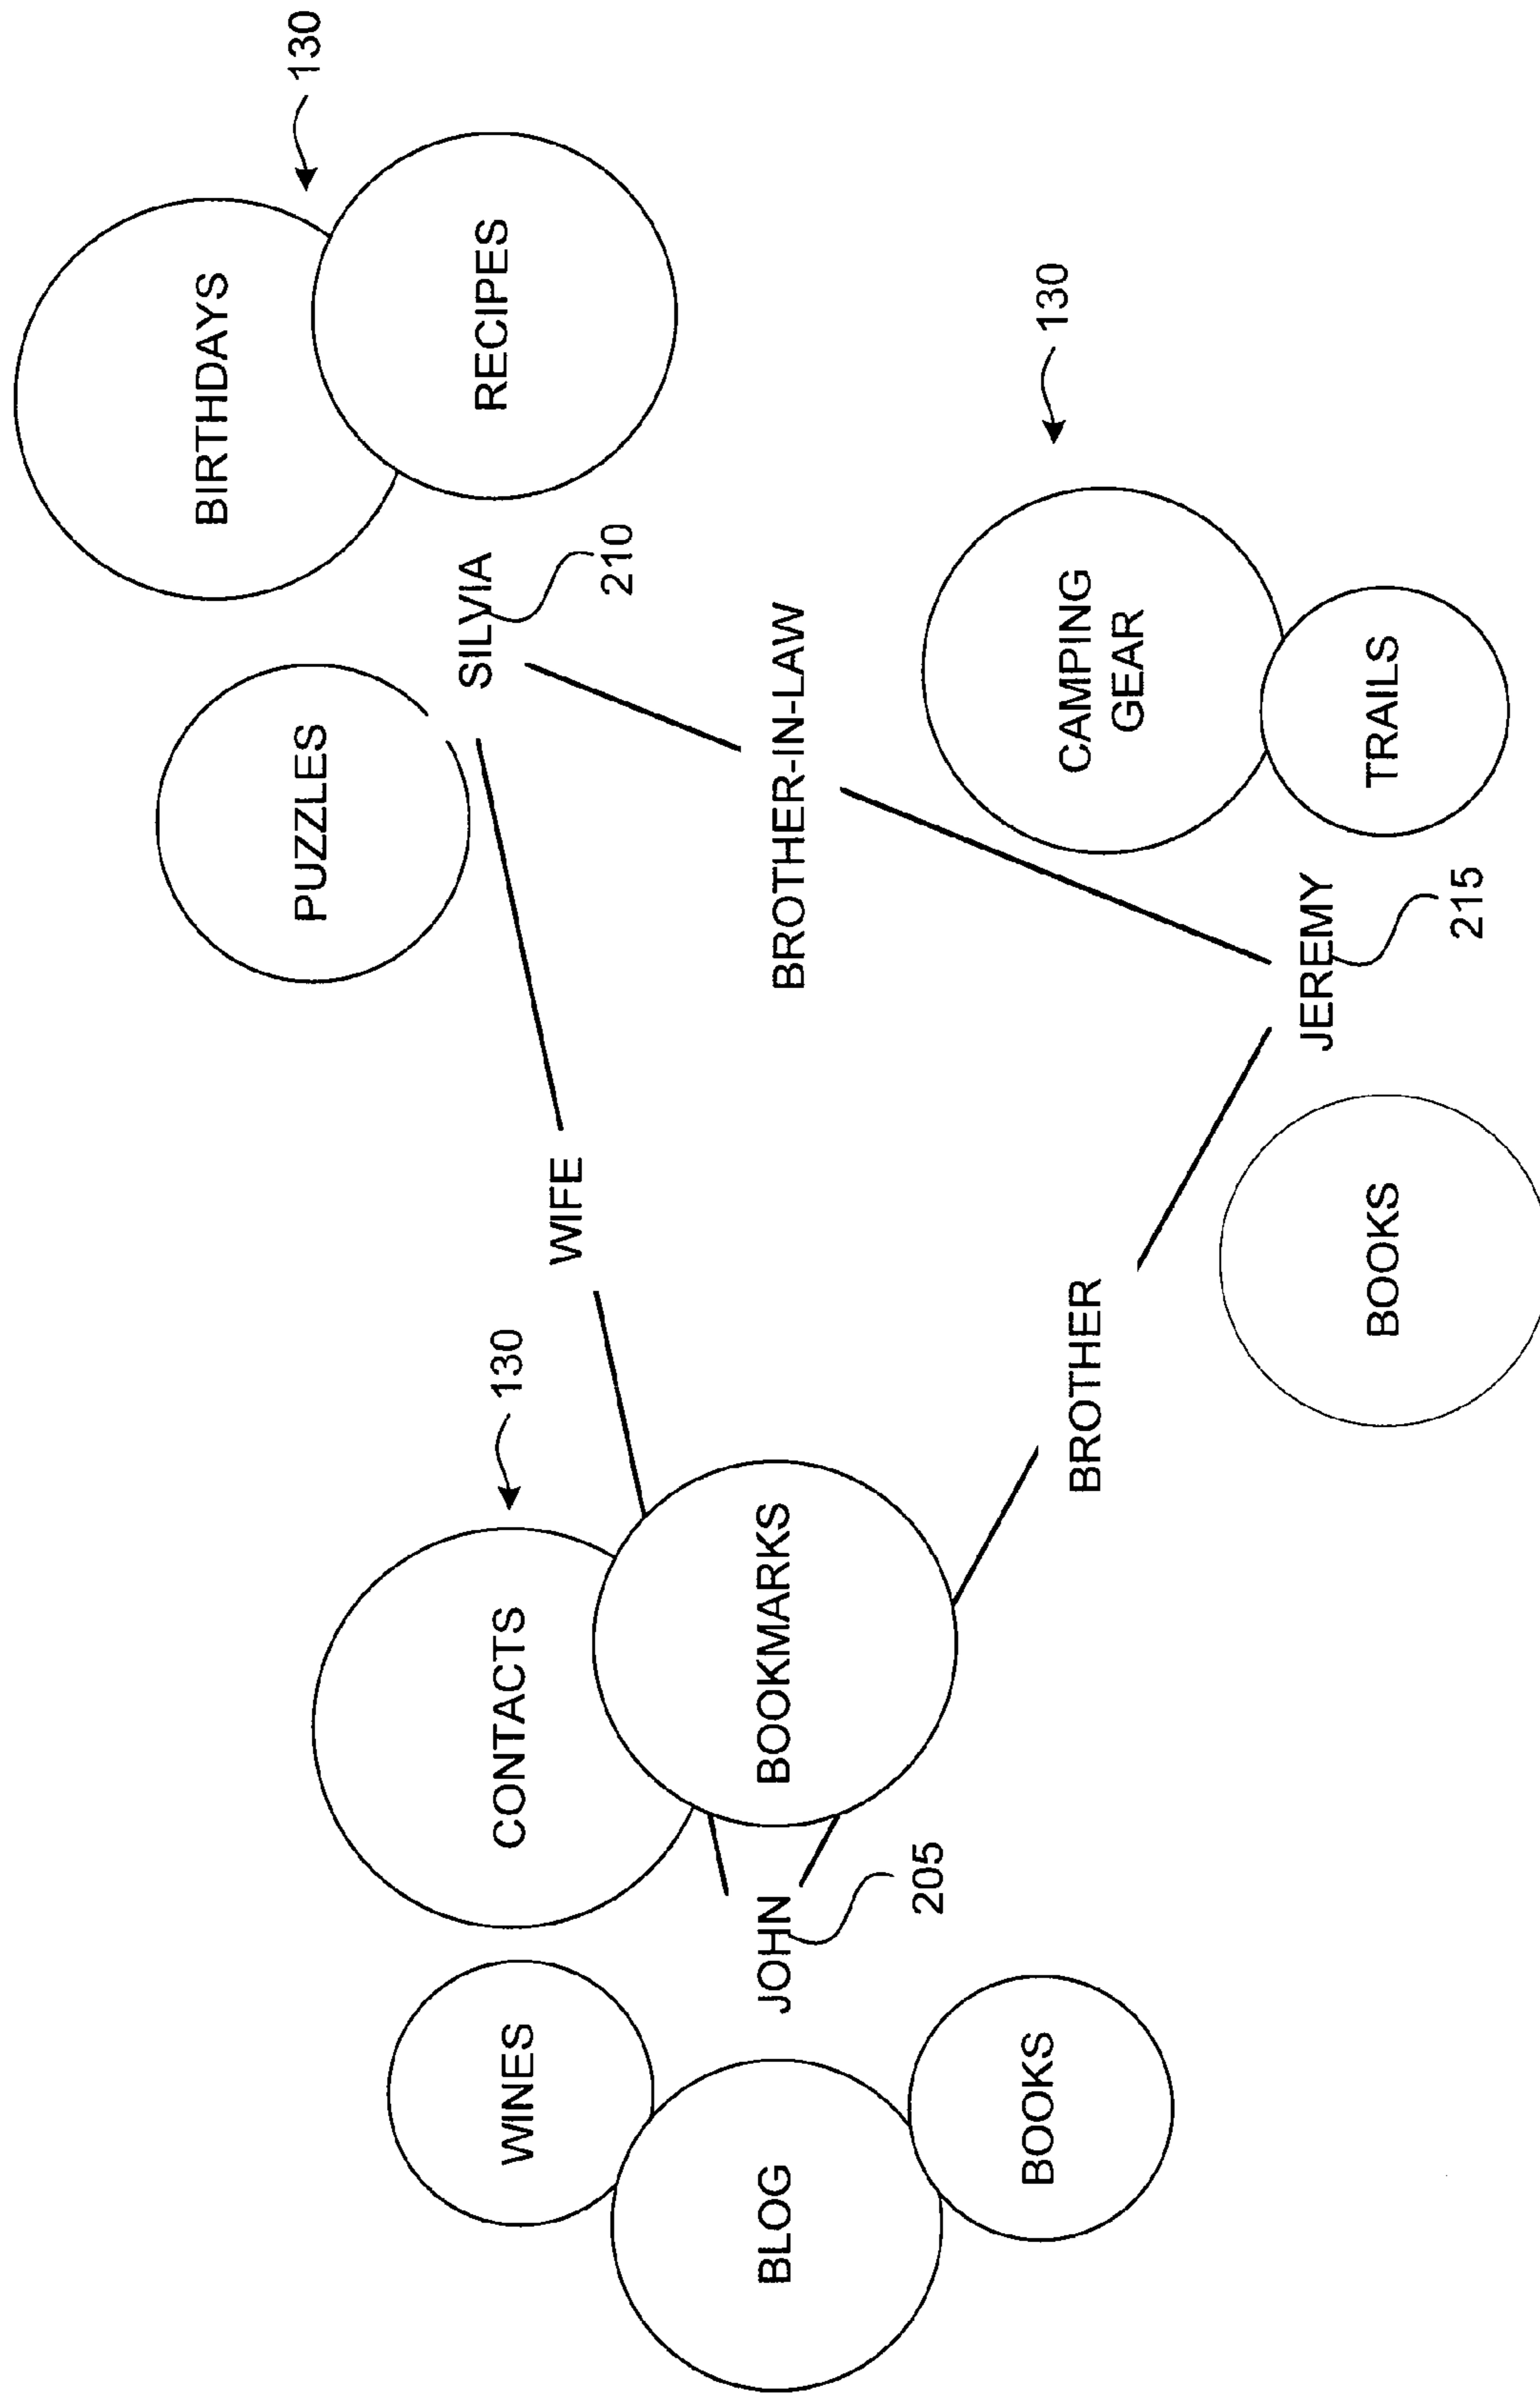 130
BIRTHDAYS
RECIPES
PUZZLES
SILVIA
210
WIFE
BROTHER-IN-LAW
130
CONTACTS
BOOKMARKS
130
CAMPING
GEAR
TRAILS
WINES
JOHN
205
BROTHER
JEREMY
215
BLOG
BOOKS
BOOKS